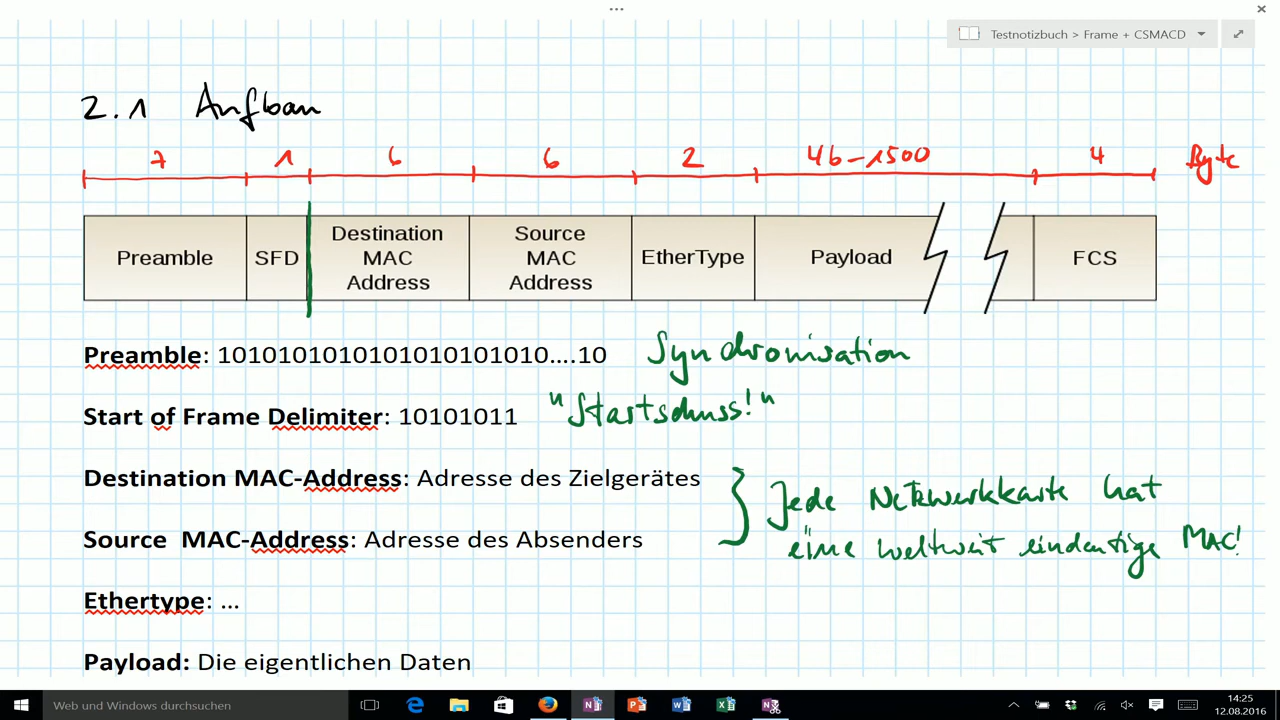 Testnotizbuch > Frame + CSMACD
2.1 Aufbau
7 1 6 6 2 46-1500 4 Byte
Preamble SFD Destination MAC Address Source MAC Address EtherType Payload FCS
Preamble: 1010101010101010101010....10 Synchronisation
Start of Frame Delimiter: 10101011 "Startschuss!"
Destination MAC-Address: Adresse des Zielgerätes
Jede Netzwerkkarte hat
Source MAC-Address: Adresse des Absenders
eine weltweit eindeutige MAC!
Ethertype: ...
Payload: Die eigentlichen Daten
Web und Windows durchsuchen
14:25
12.08.2016